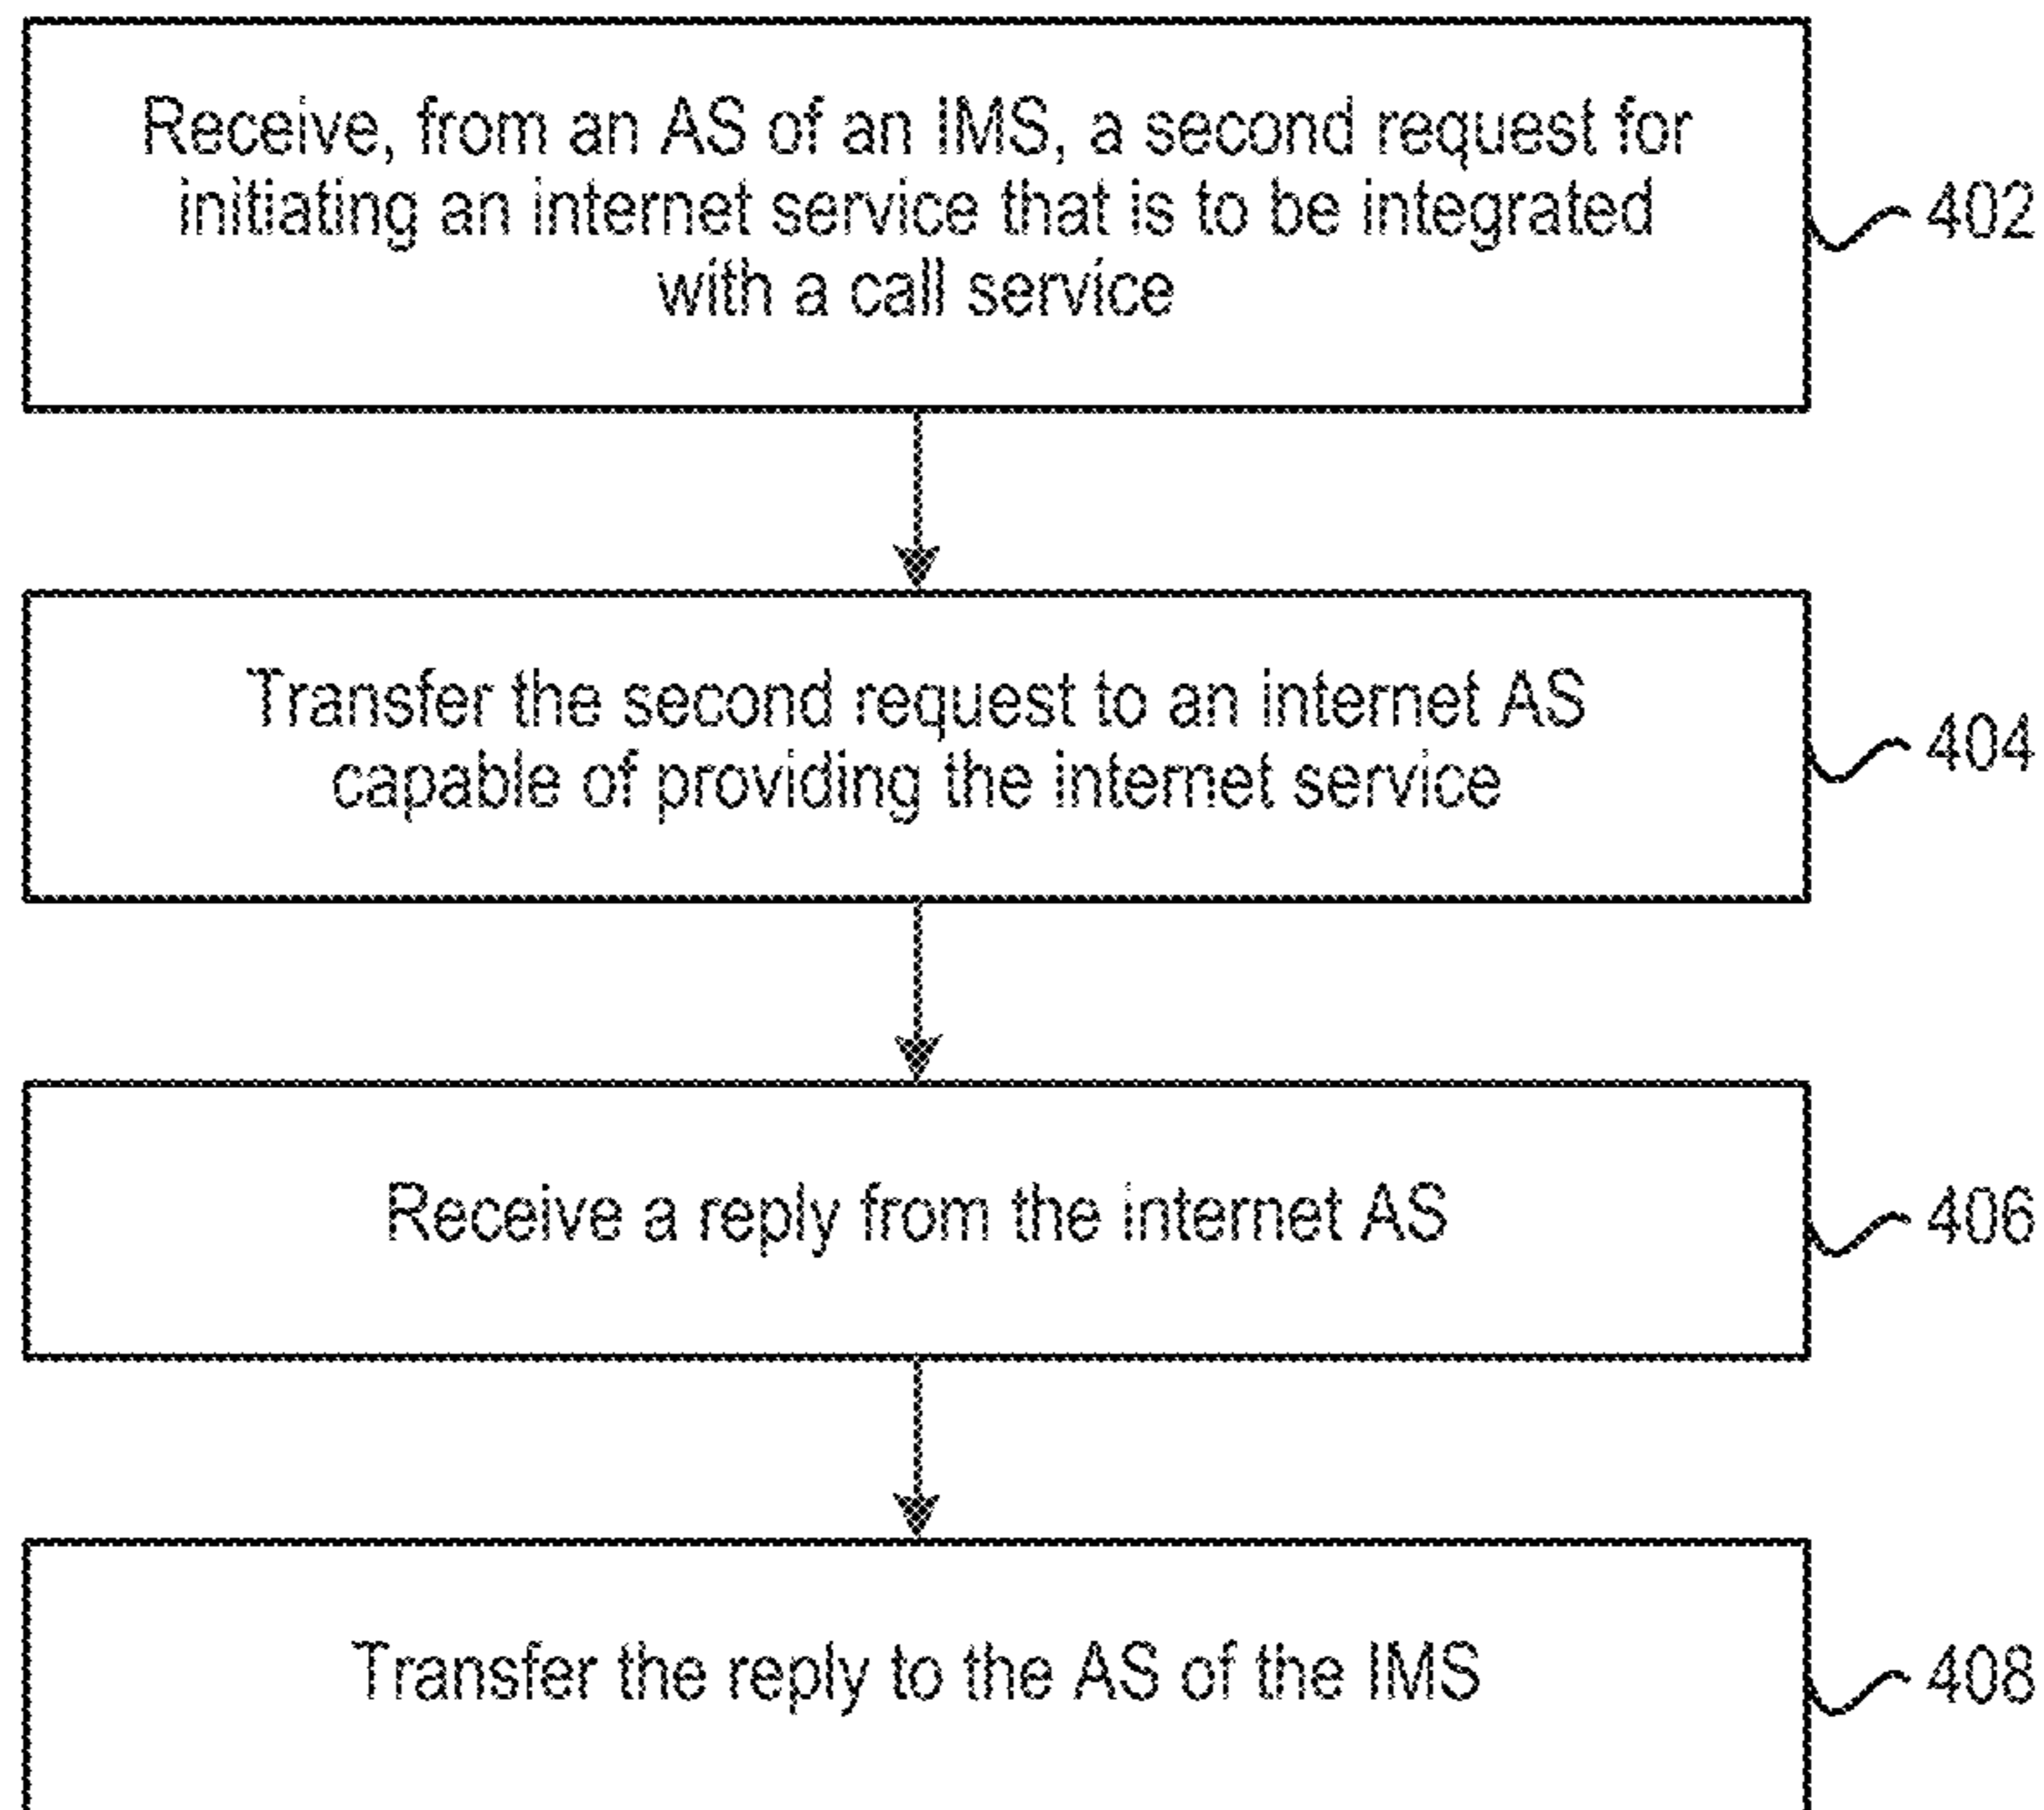 Receive, from an AS of an IMS, a second request for
initiating an internet service that is to be integrated
with a call service
402
Transfer the second request to an internet AS
capable of providing the internet service
404
Receive a reply from the internet AS
406
Transfer the reply to the AS of the IMS
408